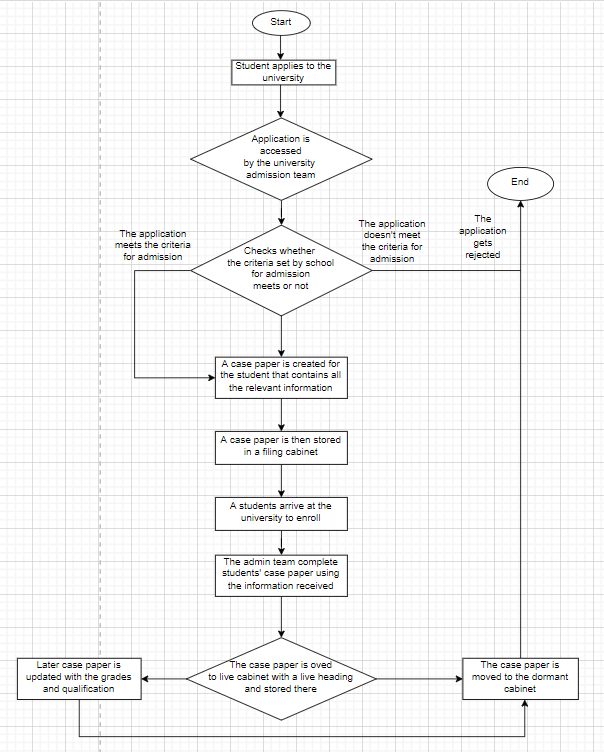 Start
Student applies to the
university
Application is
accessed
by the university
admission team
End
The application
meets the criteria
for admission
Checks whether
the criteria set by school
for admission
meets or not
The application
doesn't meet
the criteria for
admission
The
application
gets
rejected
A case paper is created for
the student that contains all
the relevant information
A case paper is then stored
in a filing cabinet
A students arrive at the
university to enroll
The admin team complete
students' case paper using
the information received
Later case paper is
updated with the grades
and qualification
The case paper is oved
to live cabinet with a live heading
and stored there
The case paper is
moved to the dormant
cabinet